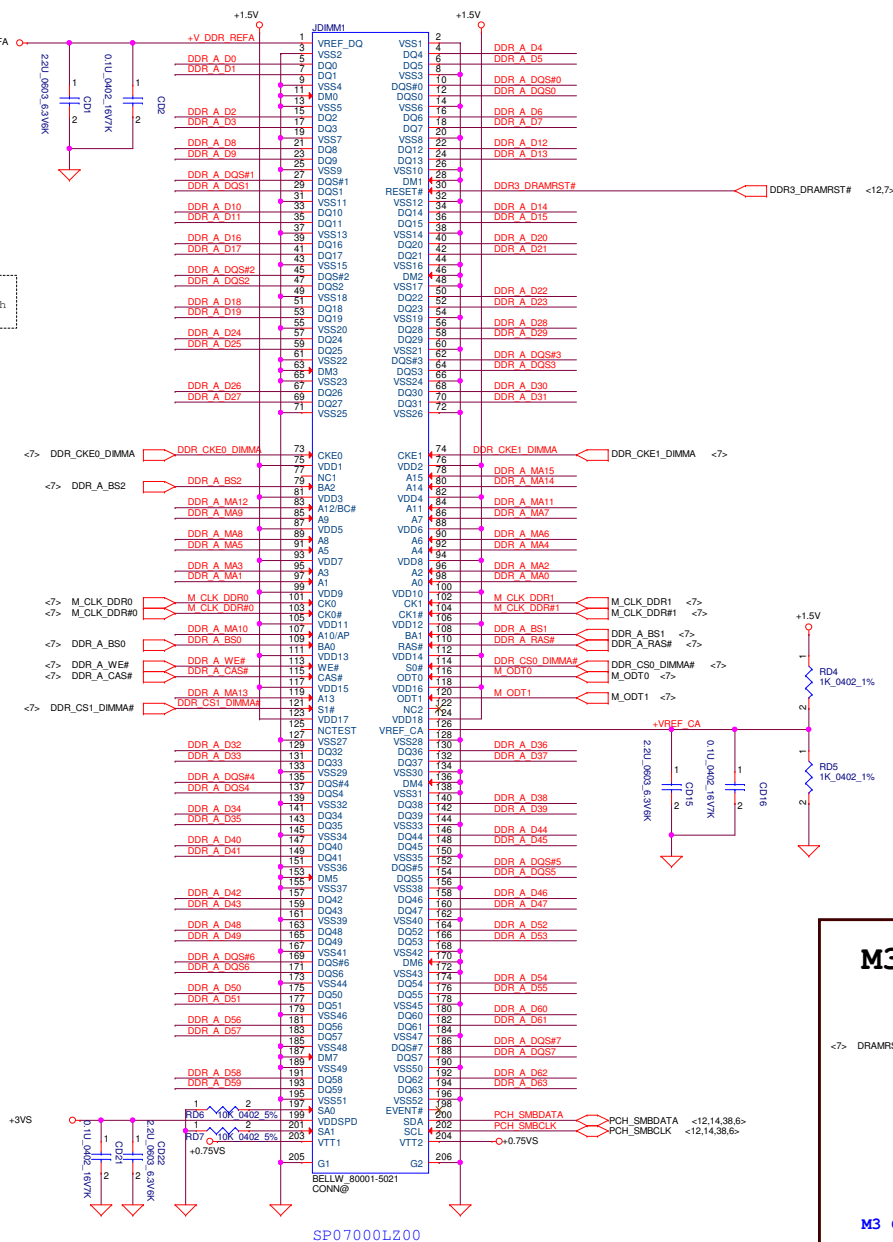 +1.5V +1.5V
JDIMM1
FA +V_DDR_REFA 1 VREF_DQ VSS1 2
3 VSS2 DQ4 4 DDR_A_D4
DDR_A_D0 5 DQ0 DQ5 6 DDR_A_D5
DDR_A_D1 7 DQ1 VSS3 8
9 VSS4 DQS#0 10 DDR_A_DQS#0
11 DM0 DQS0 12 DDR_A_DQS0
13 VSS5 VSS6 14
DDR_A_D2 15 DQ2 DQ6 16 DDR_A_D6
DDR_A_D3 17 DQ3 DQ7 18 DDR_A_D7
19 VSS7 VSS8 20
DDR_A_D8 21 DQ8 DQ12 22 DDR_A_D12
DDR_A_D9 23 DQ9 DQ13 24 DDR_A_D13
25 VSS9 VSS10 26
DDR_A_DQS#1 27 DQS#1 DM1 28
DDR_A_DQS1 29 DQS1 RESET# 30 DDR3_DRAMRST# DDR3_DRAMRST# <12,7>
31 VSS11 VSS12 32
DDR_A_D10 33 DQ10 DQ14 34 DDR_A_D14
DDR_A_D11 35 DQ11 DQ15 36 DDR_A_D15
37 VSS13 VSS14 38
DDR_A_D16 39 DQ16 DQ20 40 DDR_A_D20
DDR_A_D17 41 DQ17 DQ21 42 DDR_A_D21
43 VSS15 VSS16 44
DDR_A_DQS#2 45 DQS#2 DM2 46
DDR_A_DQS2 47 DQS2 VSS17 48
49 VSS18 DQ22 50 DDR_A_D22
DDR_A_D18 51 DQ18 DQ23 52 DDR_A_D23
DDR_A_D19 53 DQ19 VSS19 54
55 VSS20 DQ28 56 DDR_A_D28
DDR_A_D24 57 DQ24 DQ29 58 DDR_A_D29
DDR_A_D25 59 DQ25 VSS21 60
61 VSS22 DQS#3 62 DDR_A_DQS#3
63 DM3 DQS3 64 DDR_A_DQS3
65 VSS23 VSS24 66
DDR_A_D26 67 DQ26 DQ30 68 DDR_A_D30
DDR_A_D27 69 DQ27 DQ31 70 DDR_A_D31
71 VSS25 VSS26 72
1 2 CD1 2.2U_0603_6.3V6K
1 2 CD2 0.1U_0402_16V7K
h
<7> DDR_CKE0_DIMMA DDR_CKE0_DIMMA 73 CKE0 CKE1 74 DDR_CKE1_DIMMA DDR_CKE1_DIMMA <7>
75 VDD1 VDD2 76
77 NC1 A15 78 DDR_A_MA15
<7> DDR_A_BS2 DDR_A_BS2 79 BA2 A14 80 DDR_A_MA14
81 VDD3 VDD4 82
DDR_A_MA12 83 A12/BC# A11 84 DDR_A_MA11
DDR_A_MA9 85 A9 A7 86 DDR_A_MA7
87 VDD5 VDD6 88
DDR_A_MA8 89 A8 A6 90 DDR_A_MA6
DDR_A_MA5 91 A5 A4 92 DDR_A_MA4
93 VDD7 VDD8 94
DDR_A_MA3 95 A3 A2 96 DDR_A_MA2
DDR_A_MA1 97 A1 A0 98 DDR_A_MA0
99 VDD9 VDD10 100
<7> M_CLK_DDR0 M_CLK_DDR0 101 CK0 CK1 102 M_CLK_DDR1 M_CLK_DDR1 <7>
<7> M_CLK_DDR#0 M_CLK_DDR#0 103 CK0# CK1# 104 M_CLK_DDR#1 M_CLK_DDR#1 <7>
105 VDD11 VDD12 106
DDR_A_MA10 107 A10/AP BA1 108 DDR_A_BS1 DDR_A_BS1 <7>
<7> DDR_A_BS0 DDR_A_BS0 109 BA0 RAS# 110 DDR_A_RAS# DDR_A_RAS# <7>
111 VDD13 VDD14 112
<7> DDR_A_WE# DDR_A_WE# 113 WE# S0# 114 DDR_CS0_DIMMA# DDR_CS0_DIMMA# <7>
<7> DDR_A_CAS# DDR_A_CAS# 115 CAS# ODT0 116 M_ODT0 M_ODT0 <7>
117 VDD15 VDD16 118
DDR_A_MA13 119 A13 ODT1 120 M_ODT1 M_ODT1 <7>
<7> DDR_CS1_DIMMA# DDR_CS1_DIMMA# 121 S1# NC2 122
123 VDD17 VDD18 124
125 NCTEST VREF_CA 126 +VREF_CA
127 VSS27 VSS28 128
DDR_A_D32 129 DQ32 DQ36 130 DDR_A_D36
DDR_A_D33 131 DQ33 DQ37 132 DDR_A_D37
133 VSS29 VSS30 134
DDR_A_DQS#4 135 DQS#4 DM4 136
DDR_A_DQS4 137 DQS4 VSS31 138
139 VSS32 DQ38 140 DDR_A_D38
DDR_A_D34 141 DQ34 DQ39 142 DDR_A_D39
DDR_A_D35 143 DQ35 VSS33 144
145 VSS34 DQ44 146 DDR_A_D44
DDR_A_D40 147 DQ40 DQ45 148 DDR_A_D45
DDR_A_D41 149 DQ41 VSS35 150
151 VSS36 DQS#5 152 DDR_A_DQS#5
153 DM5 DQS5 154 DDR_A_DQS5
155 VSS37 VSS38 156
DDR_A_D42 157 DQ42 DQ46 158 DDR_A_D46
DDR_A_D43 159 DQ43 DQ47 160 DDR_A_D47
161 VSS39 VSS40 162
DDR_A_D48 163 DQ48 DQ52 164 DDR_A_D52
DDR_A_D49 165 DQ49 DQ53 166 DDR_A_D53
167 VSS41 VSS42 168
DDR_A_DQS#6 169 DQS#6 DM6 170
DDR_A_DQS6 171 DQS6 VSS43 172
173 VSS44 DQ54 174 DDR_A_D54
DDR_A_D50 175 DQ50 DQ55 176 DDR_A_D55
DDR_A_D51 177 DQ51 VSS45 178
179 VSS46 DQ60 180 DDR_A_D60
DDR_A_D56 181 DQ56 DQ61 182 DDR_A_D61
DDR_A_D57 183 DQ57 VSS47 184
185 VSS48 DQS#7 186 DDR_A_DQS#7
187 DM7 DQS7 188 DDR_A_DQS7
189 VSS49 VSS50 190
DDR_A_D58 191 DQ58 DQ62 192 DDR_A_D62
DDR_A_D59 193 DQ59 DQ63 194 DDR_A_D63
195 VSS51 VSS52 196
1 2 197 SA0 EVENT# 198
RD6 10K_0402_5%
+3VS 199 VDDSPD SDA 200 PCH_SMBDATA PCH_SMBDATA <12,14,38,6>
1 2 201 SA1 SCL 202 PCH_SMBCLK PCH_SMBCLK <12,14,38,6>
RD7 10K_0402_5%
+0.75VS 203 VTT1 VTT2 204 +0.75VS
205 G1 G2 206
1 2 CD21 0.1U_0402_16V7K
1 2 CD22 2.2U_0603_6.3V6K
BELLW_80001-5021
CONN@
SP07000LZ00
+1.5V
1 2 RD4
1K_0402_1%
1 2 RD5
1K_0402_1%
1 2 CD15 2.2U_0603_6.3V6K
1 2 CD16 0.1U_0402_16V7K
M3
<7> DRAMRS
M3